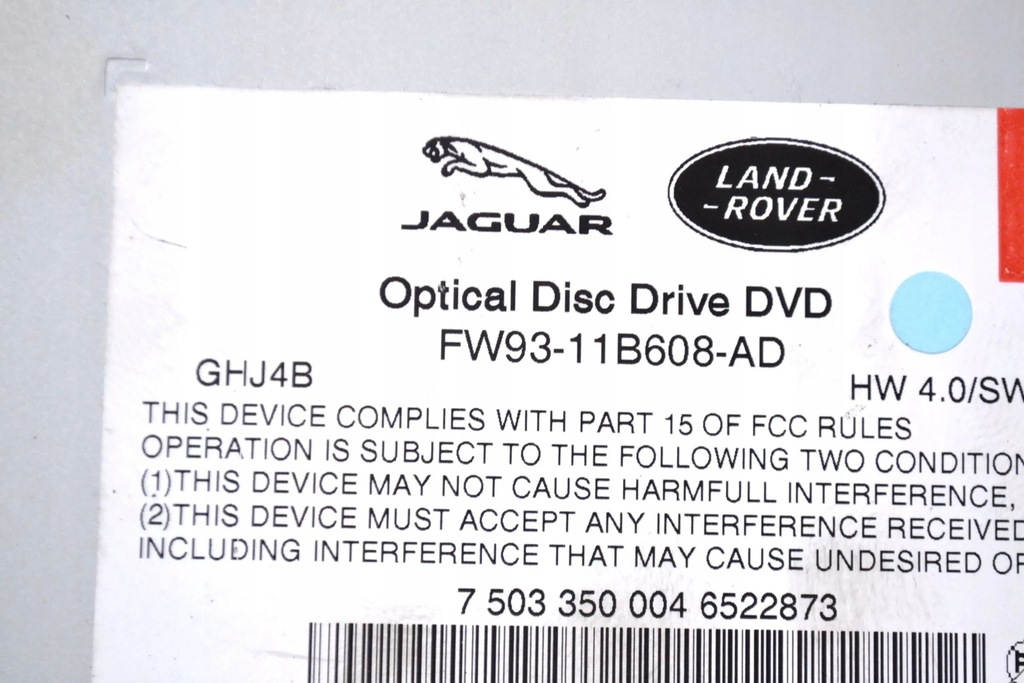 JAGUAR
LAND-
-ROVER
Optical Disc Drive DVD
FW93-11B608-AD
GHJ4B
HW 4.0/SW
THIS DEVICE COMPLIES WITH PART 15 OF FCC RULES
OPERATION IS SUBJECT TO THE FOLLOWING TWO CONDITION
(1)THIS DEVICE MAY NOT CAUSE HARMFULL INTERFERENCE,
(2)THIS DEVICE MUST ACCEPT ANY INTERFERENCE RECEIVED
INCLUDING INTERFERENCE THAT MAY CAUSE UNDESIRED OP
7 503 350 004 6522873